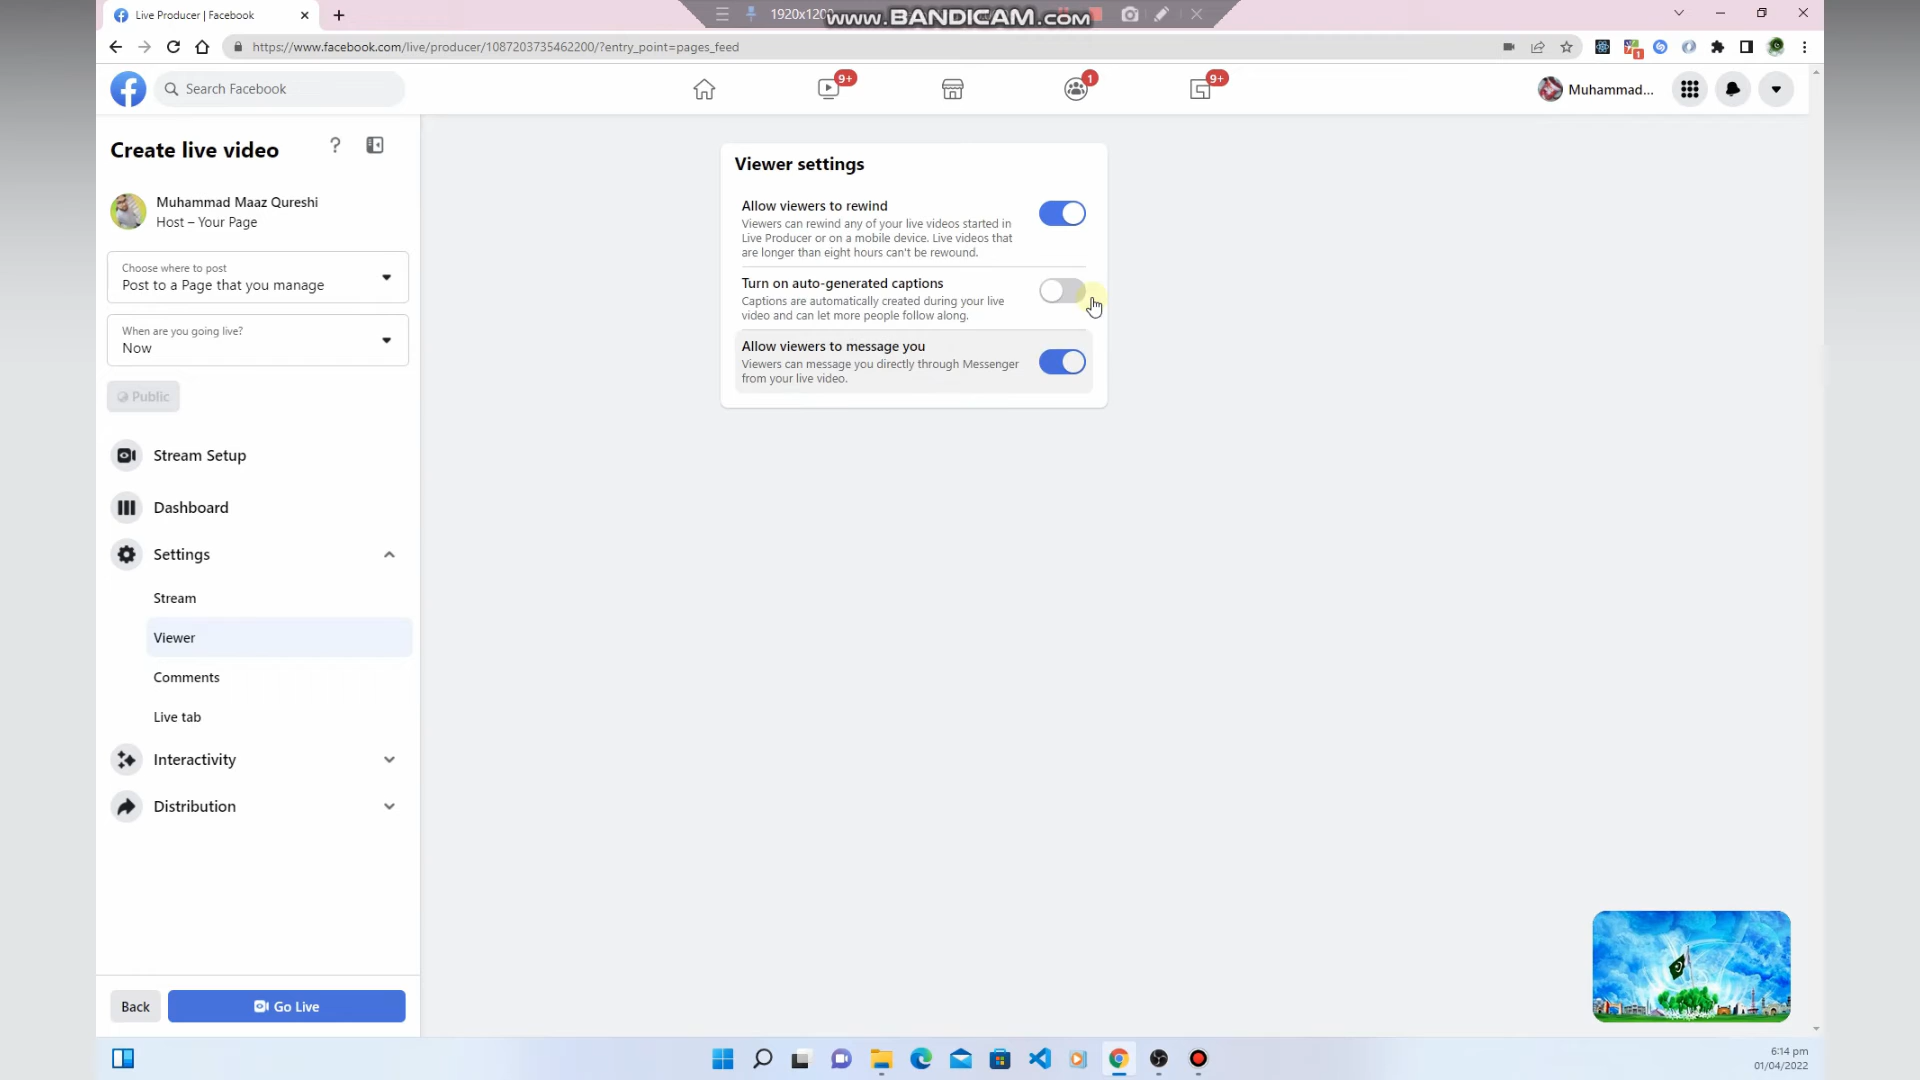 Live Producer | Facebook
1920x1200
www.BANDICAM.com
https://www.facebook.com/live/producer/1087203735462200/?entry_point=pages_feed
Search Facebook
9+
1
9+
Muhammad...
Create live video
Muhammad Maaz Qureshi
Host – Your Page
Choose where to post
Post to a Page that you manage
When are you going live?
Now
Public
Stream Setup
Dashboard
Settings
Stream
Viewer
Comments
Live tab
Interactivity
Distribution
Back
Go Live
Viewer settings
Allow viewers to rewind
Viewers can rewind any of your live videos started in
Live Producer or on a mobile device. Live videos that
are longer than eight hours can't be rewound.
Turn on auto-generated captions
Captions are automatically created during your live
video and can let more people follow along.
Allow viewers to message you
Viewers can message you directly through Messenger
from your live video.
6:14 pm
01/04/2022